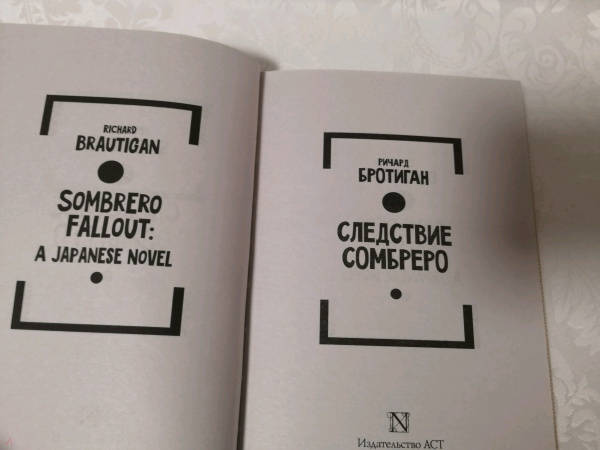 RICHARD
BRAUTIGAN
SOMBRERO
FALLOUT:
A JAPANESE NOVEL
РИЧАРД
БРОТИГАН
СЛЕДСТВИЕ
СОМБРЕРО
N
Издательство АСТ